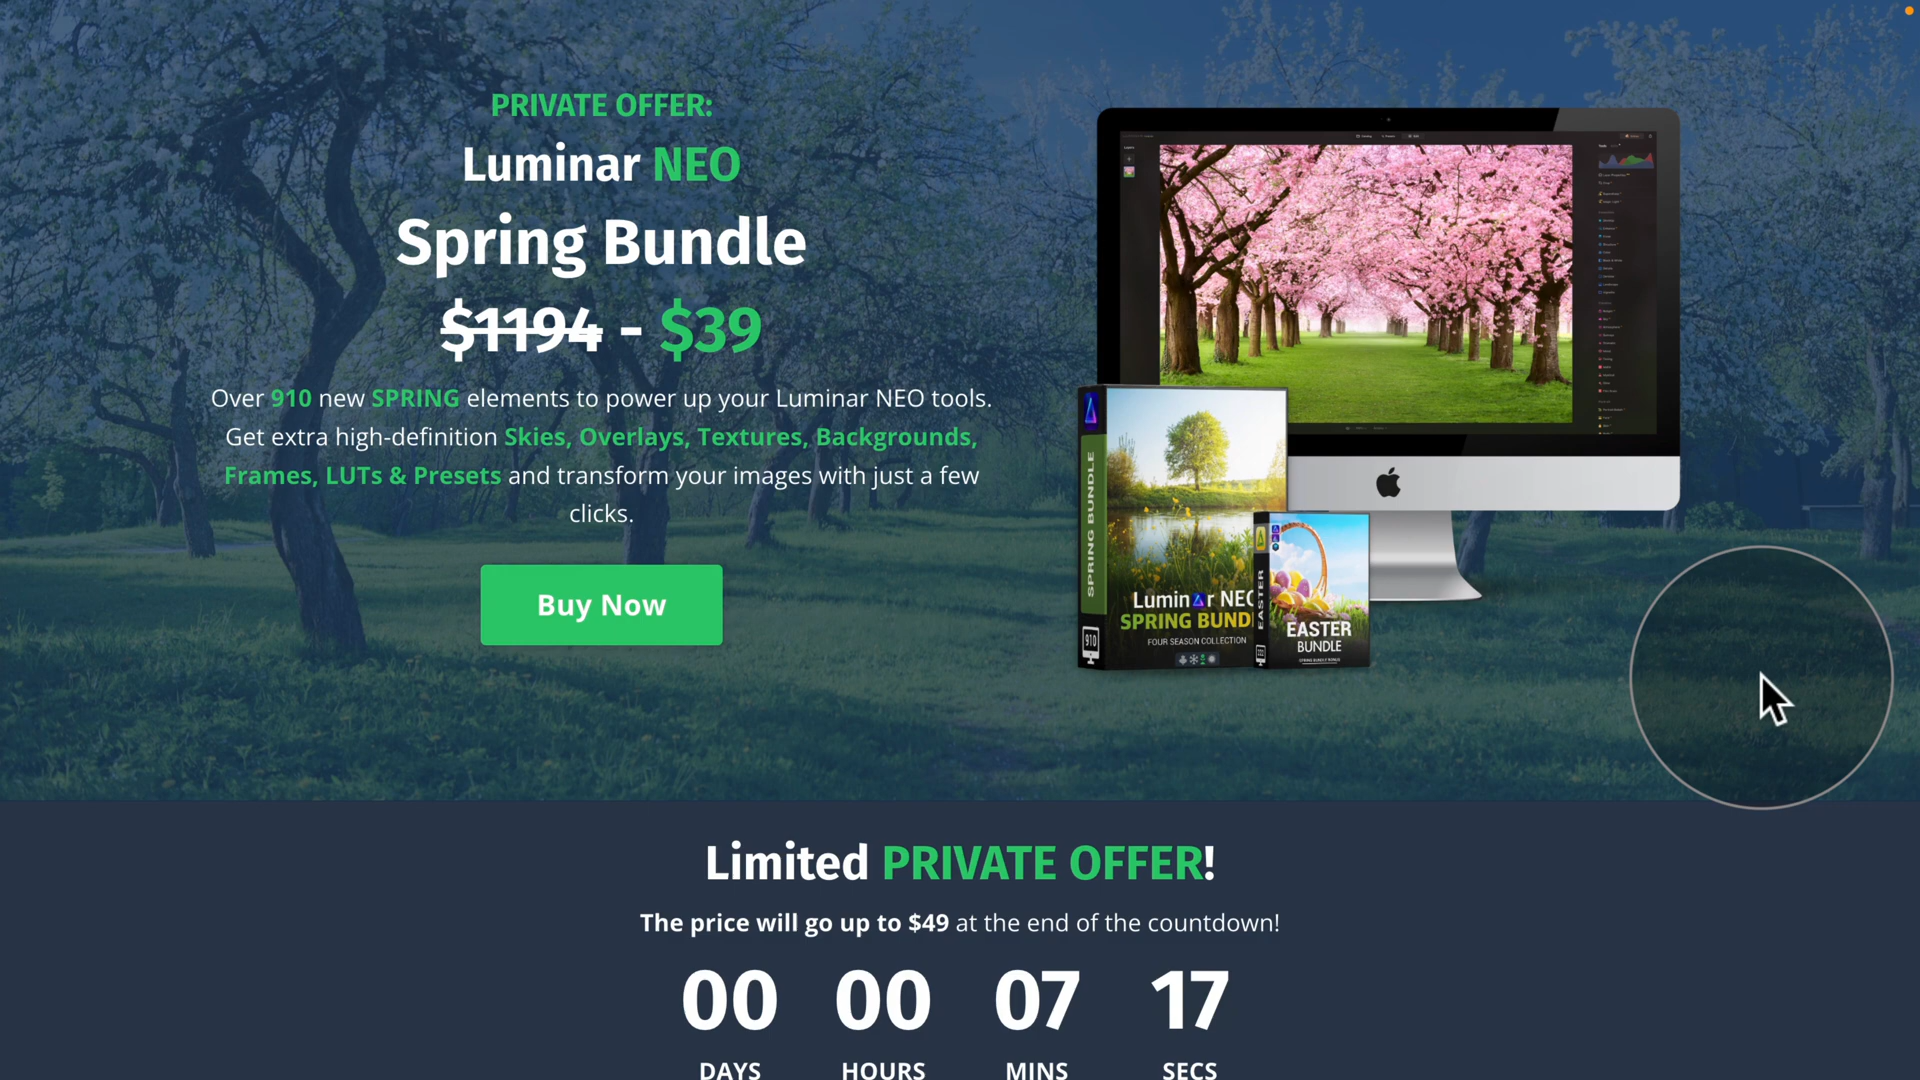 PRIVATE OFFER:
Luminar NEO
Spring Bundle
$1194 - $39
Over 910 new SPRING elements to power up your Luminar NEO tools.
Get extra high-definition Skies, Overlays, Textures, Backgrounds,
Frames, LUTs & Presets and transform your images with just a few
clicks.
Buy Now
SPRING BUNDLE
910
Luminar NEO
SPRING BUND
FOUR SEASON COLLECTION
EASTER
EASTER
BUNDLE
SPRING BUNDLE BONUS
Limited PRIVATE OFFER!
The price will go up to $49 at the end of the countdown!
00 00 07 17
DAYS HOURS MINS SECS